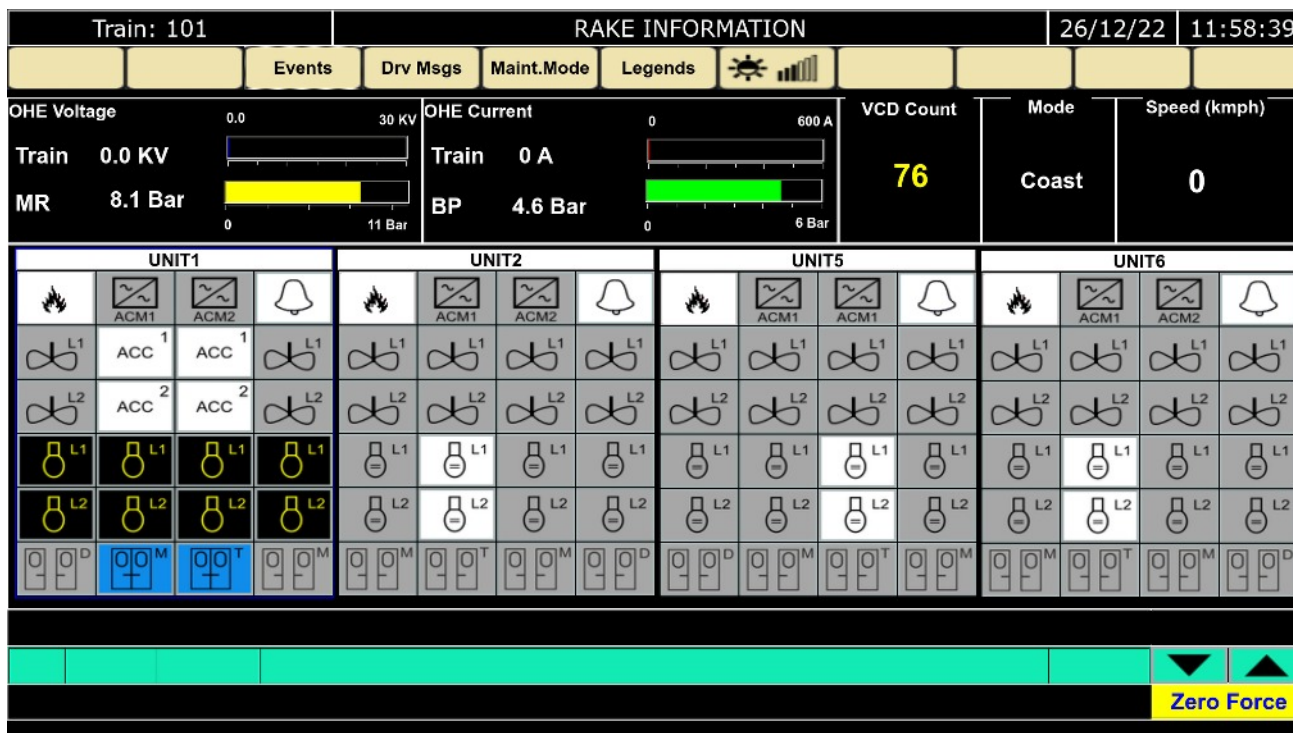 Train: 101 RAKE INFORMATION 26/12/22 11:58:39
Events Drv Msgs Maint.Mode Legends
OHE Voltage 0.0 30 KV OHE Current 0 600 A VCD Count Mode Speed (kmph)
Train 0.0 KV Train 0 A 76 Coast 0
MR 8.1 Bar BP 4.6 Bar
0 11 Bar 0 6 Bar
UNIT1 UNIT2 UNIT5 UNIT6
ACM1 ACM2 ACM1 ACM2 ACM1 ACM1 ACM1 ACM2
L1 ACC 1 ACC 1 L1 L1 L1 L1 L1 L1 L1 L1 L1 L1 L1 L1 L1
L2 ACC 2 ACC 2 L2 L2 L2 L2 L2 L2 L2 L2 L2 L2 L2 L2 L2
L1 L1 L1 L1 L1 L1 L1 L1 L1 L1 L1 L1 L1 L1 L1 L1
L2 L2 L2 L2 L2 L2 L2 L2 L2 L2 L2 L2 L2 L2 L2 L2
D M T M M T M D D M T M M T M D
Zero Force